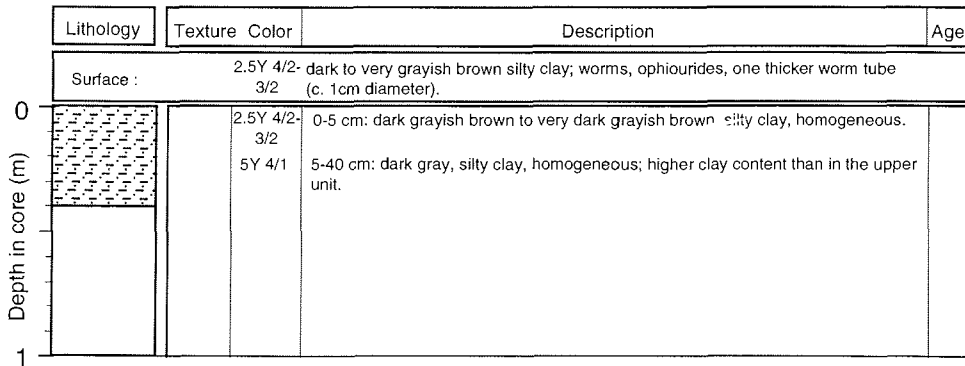 Lithology Texture Color Description Age
Surface : 2.5Y 4/2- dark to very grayish brown silty clay; worms, ophiourides, one thicker worm tube
3/2 (c. 1cm diameter).
0 2.5Y 4/2- 0-5 cm: dark grayish brown to very dark grayish brown silty clay, homogeneous.
3/2
5Y 4/1 5-40 cm: dark gray, silty clay, homogeneous; higher clay content than in the upper
unit.
Depth in core (m)
1